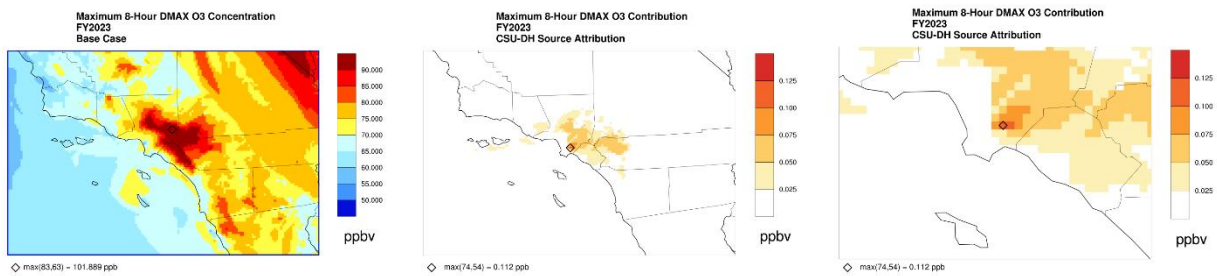 Maximum 8-Hour DMAX O3 Concentration
FY2023
Base Case
90.000
85.000
80.000
75.000
70.000
65.000
60.000
55.000
50.000
ppbv
max(83,63) = 101.889 ppb
Maximum 8-Hour DMAX O3 Contribution
FY2023
CSU-DH Source Attribution
0.125
0.100
0.075
0.050
0.025
ppbv
max(74,54) = 0.112 ppb
Maximum 8-Hour DMAX O3 Contribution
FY2023
CSU-DH Source Attribution
0.125
0.100
0.075
0.050
0.025
ppbv
max(74,54) = 0.112 ppb